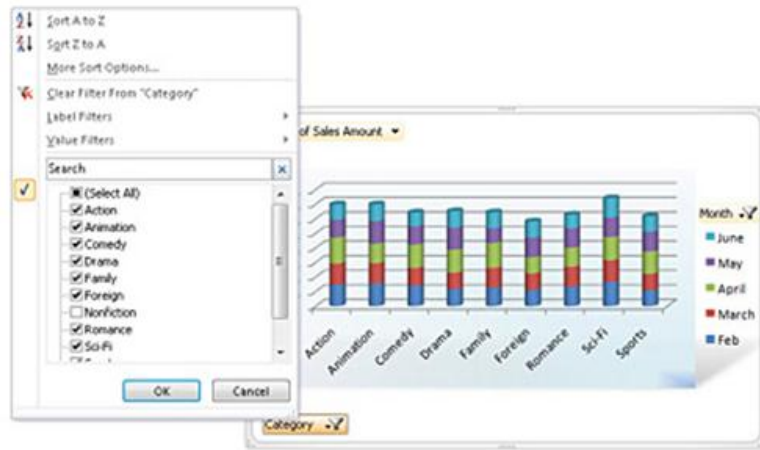 Sort A to Z
Sort Z to A
More Sort Options...
Clear Filter From "Category"
Label Filters
Value Filters
Search
(Select All)
Action
Animation
Comedy
Drama
Family
Foreign
Nonfiction
Romance
Sci-Fi
OK Cancel
of Sales Amount
Month
June
May
April
March
Feb
Action Animation Comedy Drama Family Foreign Romance Sci-Fi Sports
Category